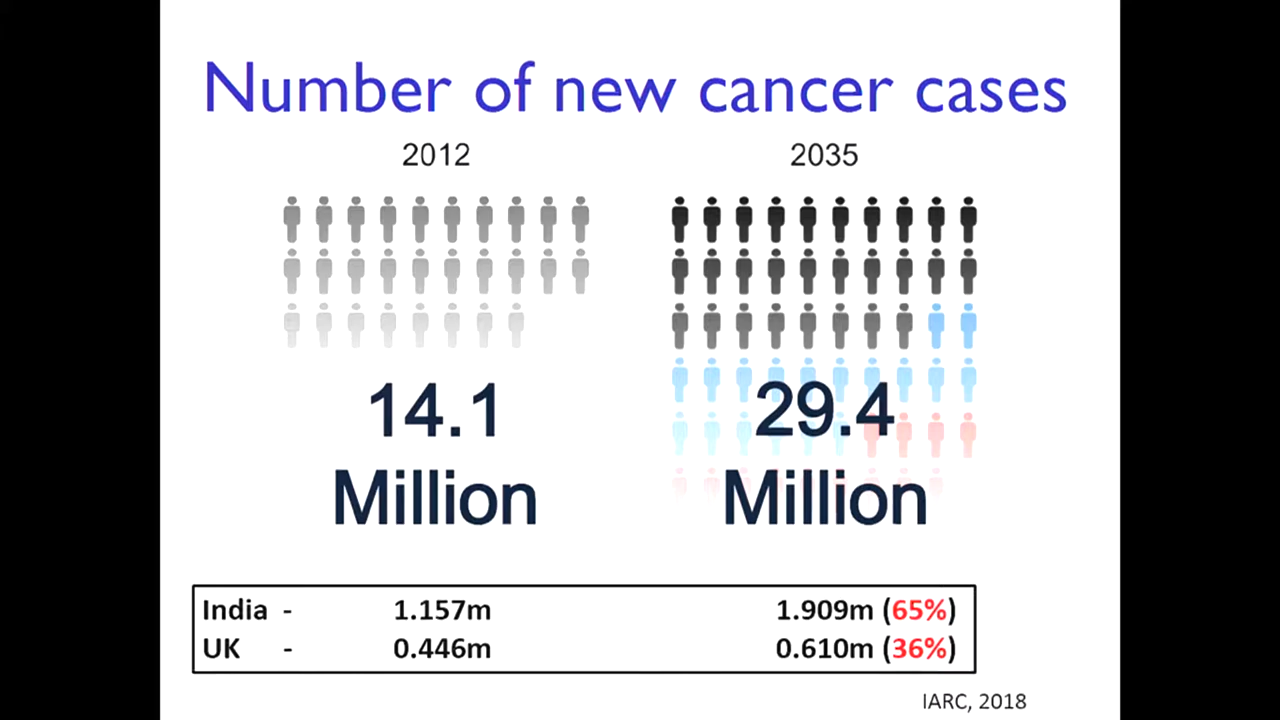 Number of new cancer cases
2012 2035
14.1 29.4
Million Million
India - 1.157m 1.909m (65%)
UK - 0.446m 0.610m (36%)
IARC, 2018